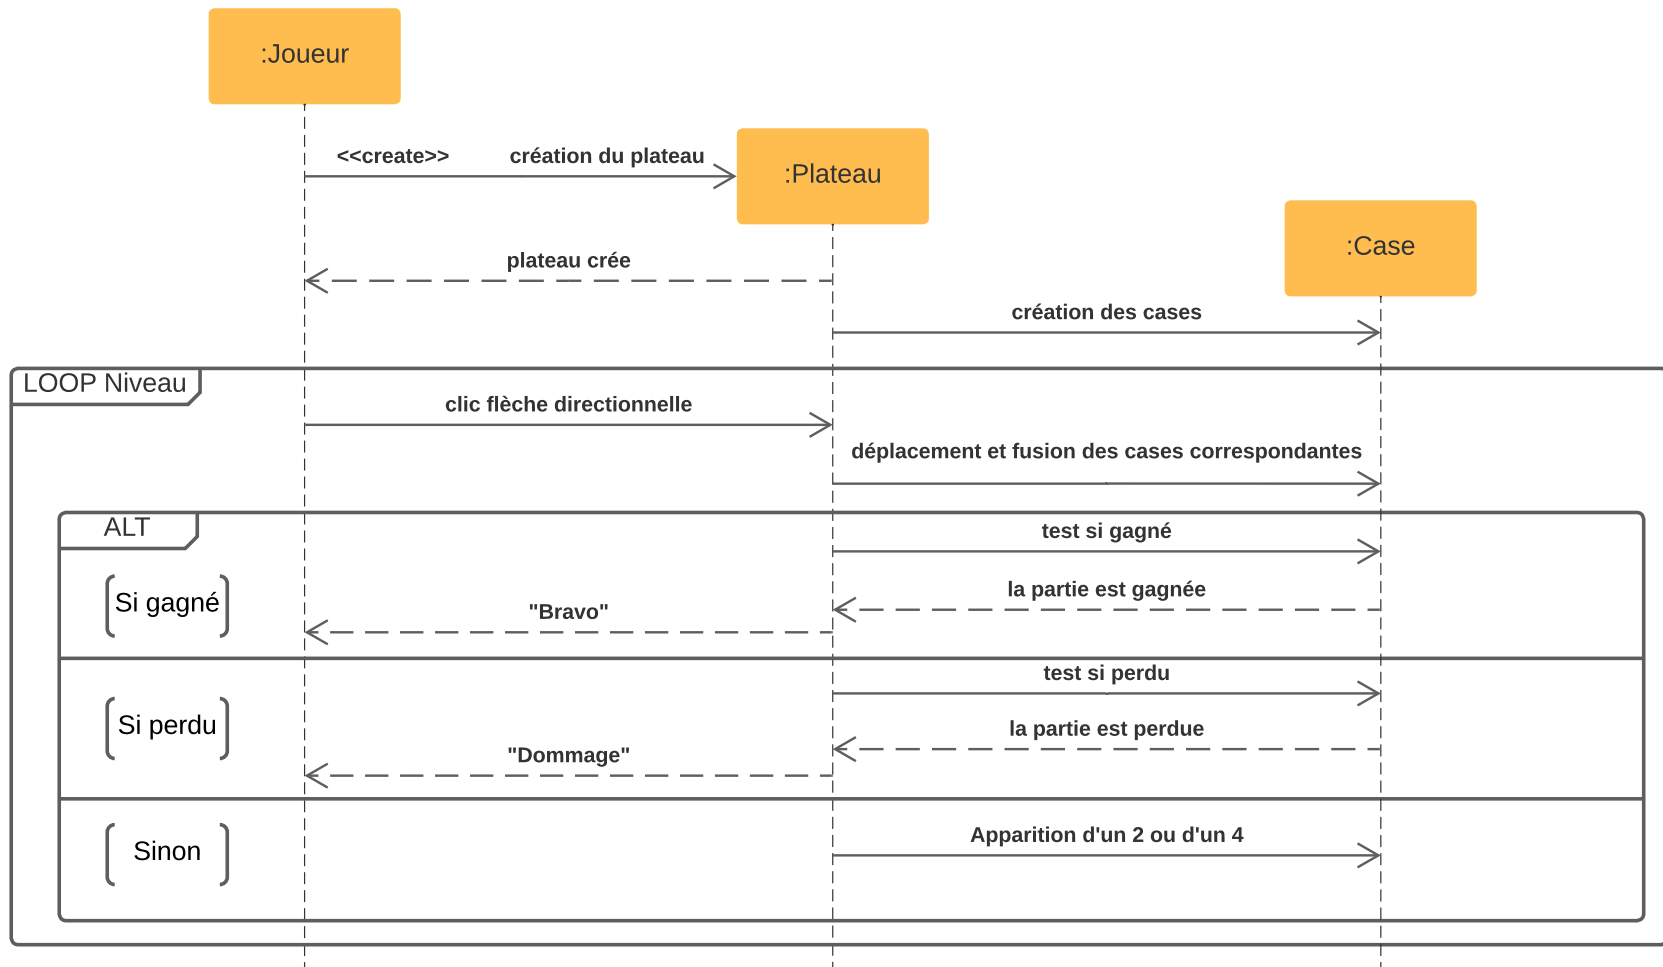 :Joueur
<<create>> création du plateau
:Plateau
:Case
plateau crée
création des cases
LOOP Niveau
clic flèche directionnelle
déplacement et fusion des cases correspondantes
ALT
test si gagné
Si gagné
la partie est gagnée
"Bravo"
test si perdu
Si perdu
la partie est perdue
"Dommage"
Sinon
Apparition d'un 2 ou d'un 4